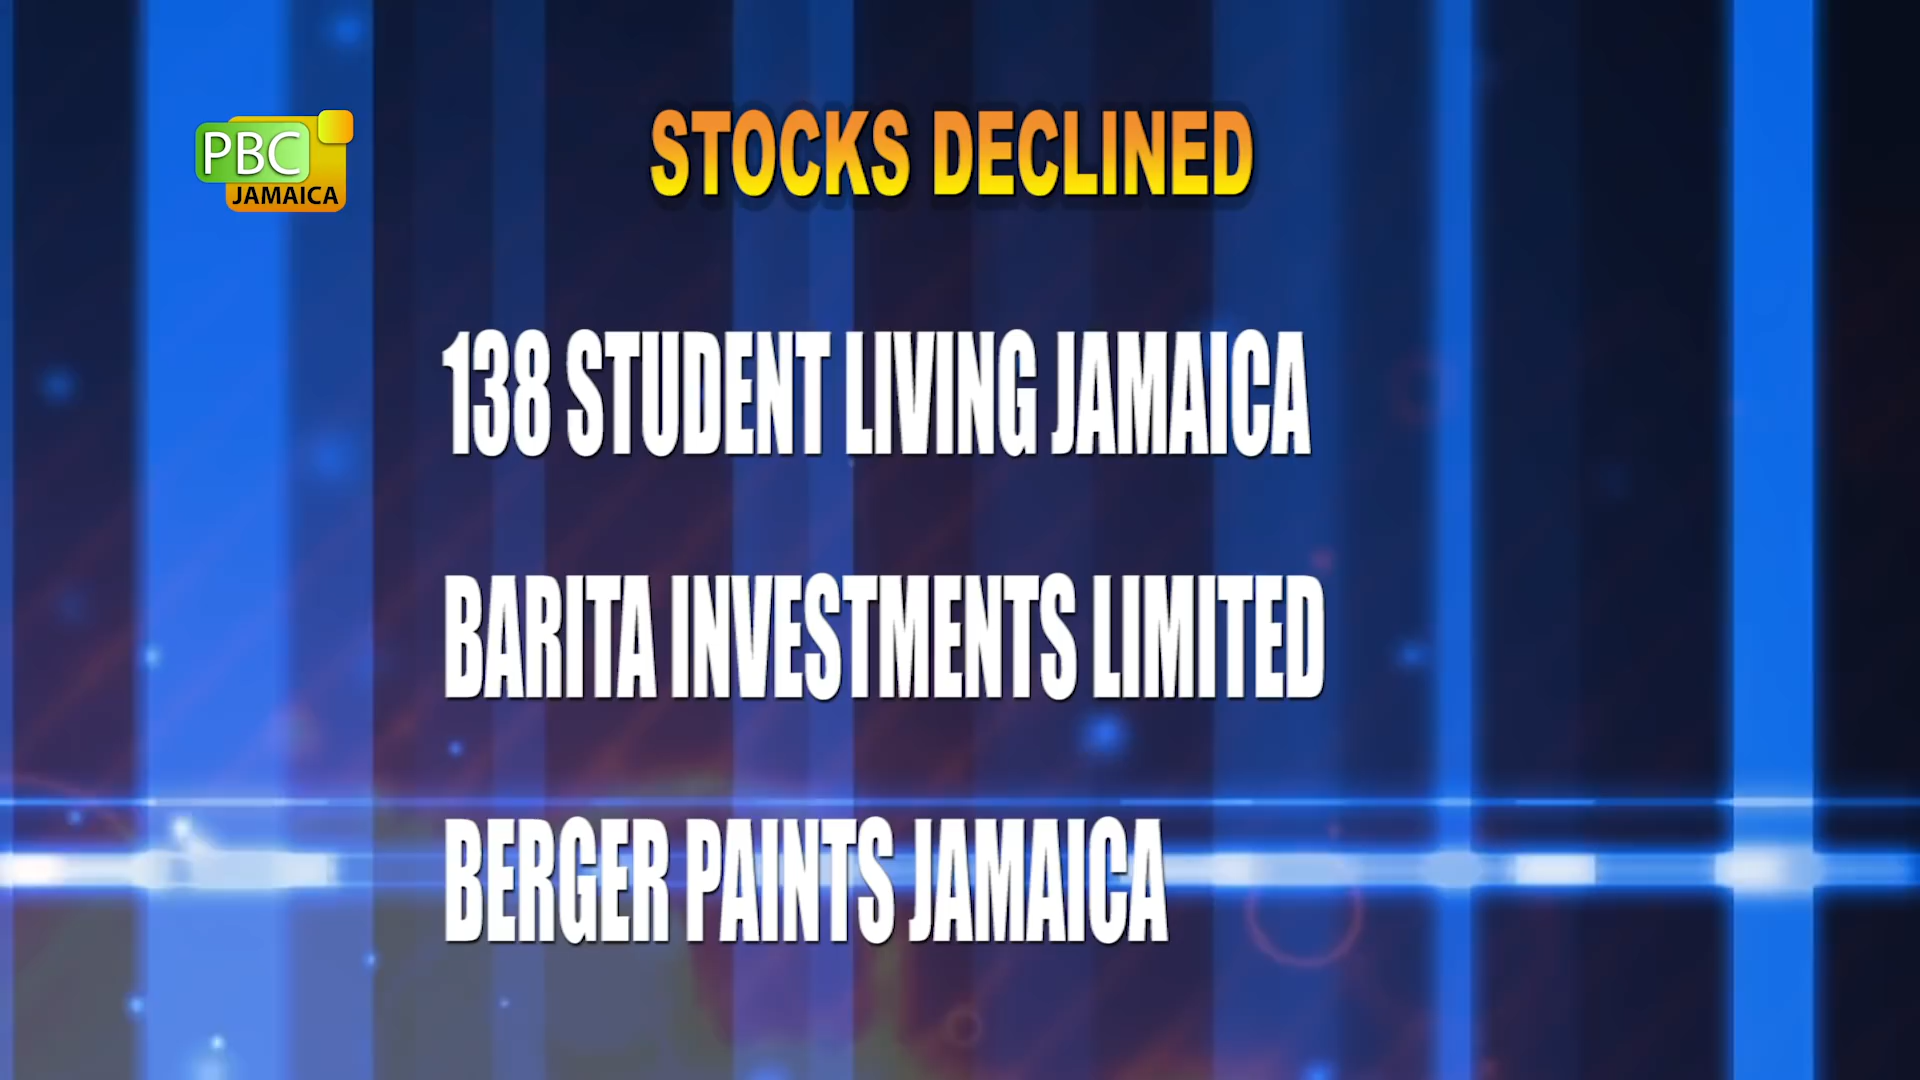 PBC
JAMAICA
STOCKS DECLINED
138 STUDENT LIVING JAMAICA
BARITA INVESTMENTS LIMITED
BERGER PAINTS JAMAICA